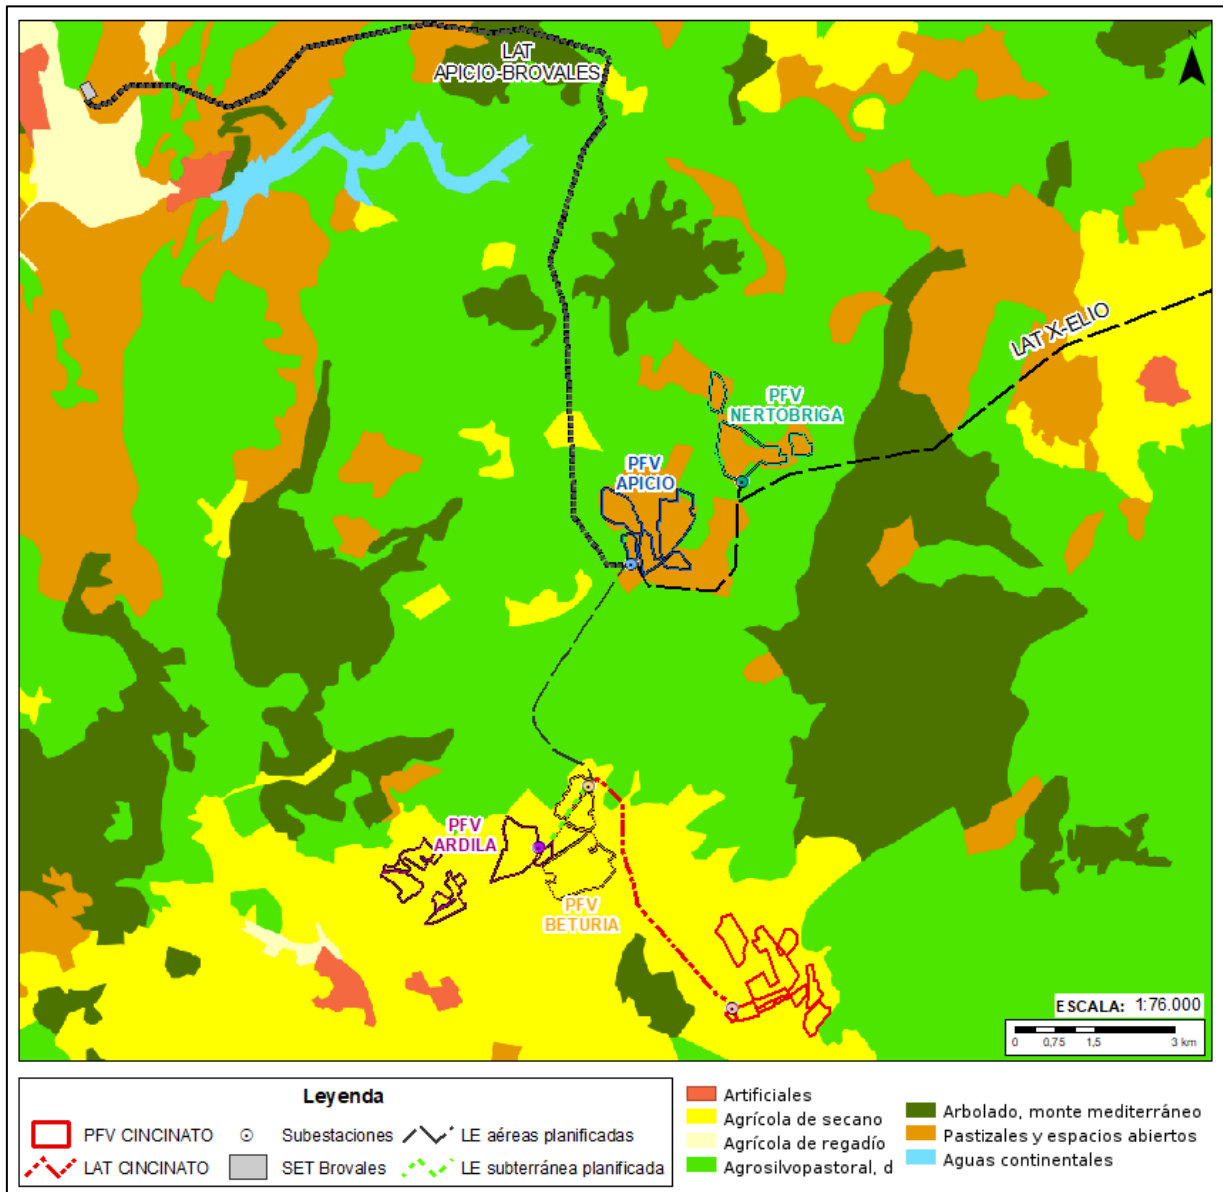 LAT
APICIO-BROVALES
N
LAT X-ELIO
PFV
NERTOBRIGA
PFV
APICIO
PFV
ARDILA
PFV
BETURIA
ESCALA: 1:76.000
0 0,75 1,5 3 km
Leyenda
PFV CINCINATO
Subestaciones
LE aéreas planificadas
LAT CINCINATO
SET Brovales
LE subterránea planificada
Artificiales
Agrícola de secano
Agrícola de regadío
Agrosilvopastoral, d
Arbolado, monte mediterráneo
Pastizales y espacios abiertos
Aguas continentales